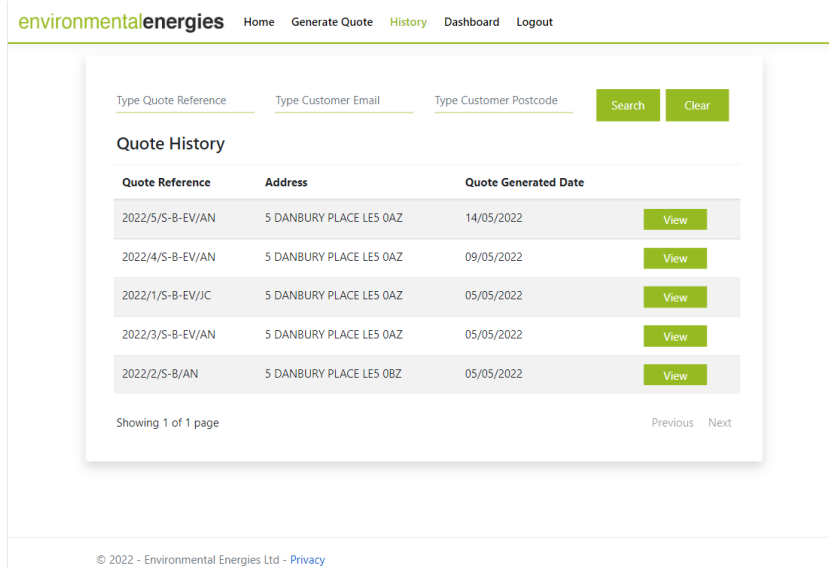 environmentalenergies Home Generate Quote History Dashboard Logout
Type Quote Reference Type Customer Email Type Customer Postcode Search Clear
Quote History
Quote Reference Address Quote Generated Date
2022/5/S-B-EV/AN 5 DANBURY PLACE LE5 0AZ 14/05/2022 View
2022/4/S-B-EV/AN 5 DANBURY PLACE LE5 0AZ 09/05/2022 View
2022/1/S-B-EV/JC 5 DANBURY PLACE LE5 0AZ 05/05/2022 View
2022/3/S-B-EV/AN 5 DANBURY PLACE LE5 0AZ 05/05/2022 View
2022/2/S-B/AN 5 DANBURY PLACE LE5 0BZ 05/05/2022 View
Showing 1 of 1 page Previous Next
© 2022 - Environmental Energies Ltd - Privacy